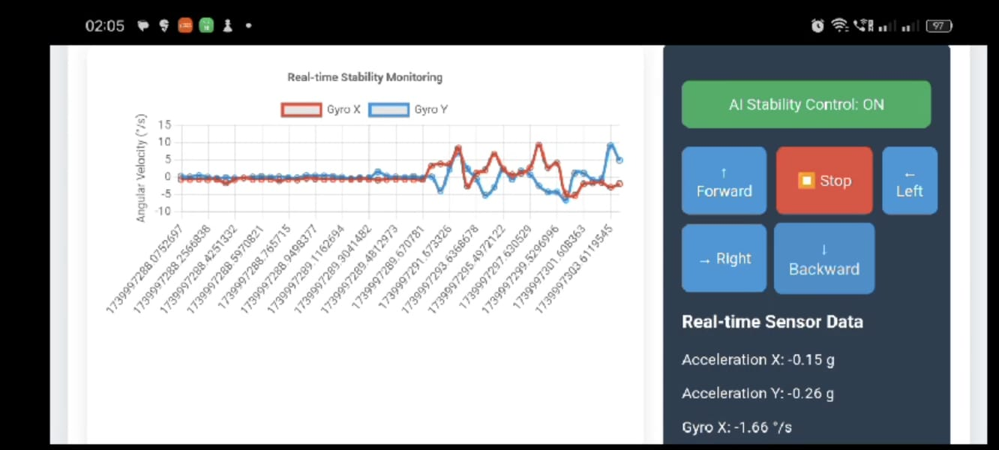 02:05
97
Real-time Stability Monitoring
Gyro X
Gyro Y
Angular Velocity (°/s)
15
10
5
0
-5
-10
1739997288.0752697
1739997288.2566838
1739997288.4251332
1739997288.5970821
1739997288.765715
1739997288.9498377
1739997289.1162694
1739997289.3041482
1739997289.4812973
1739997289.670781
1739997291.573326
1739997293.6368678
1739997295.4972122
1739997297.630529
1739997299.5296996
1739997301.608363
1739997303.6119545
AI Stability Control: ON
↑
Forward
⏹ Stop
←
Left
→ Right
↓
Backward
Real-time Sensor Data
Acceleration X: -0.15 g
Acceleration Y: -0.26 g
Gyro X: -1.66 °/s